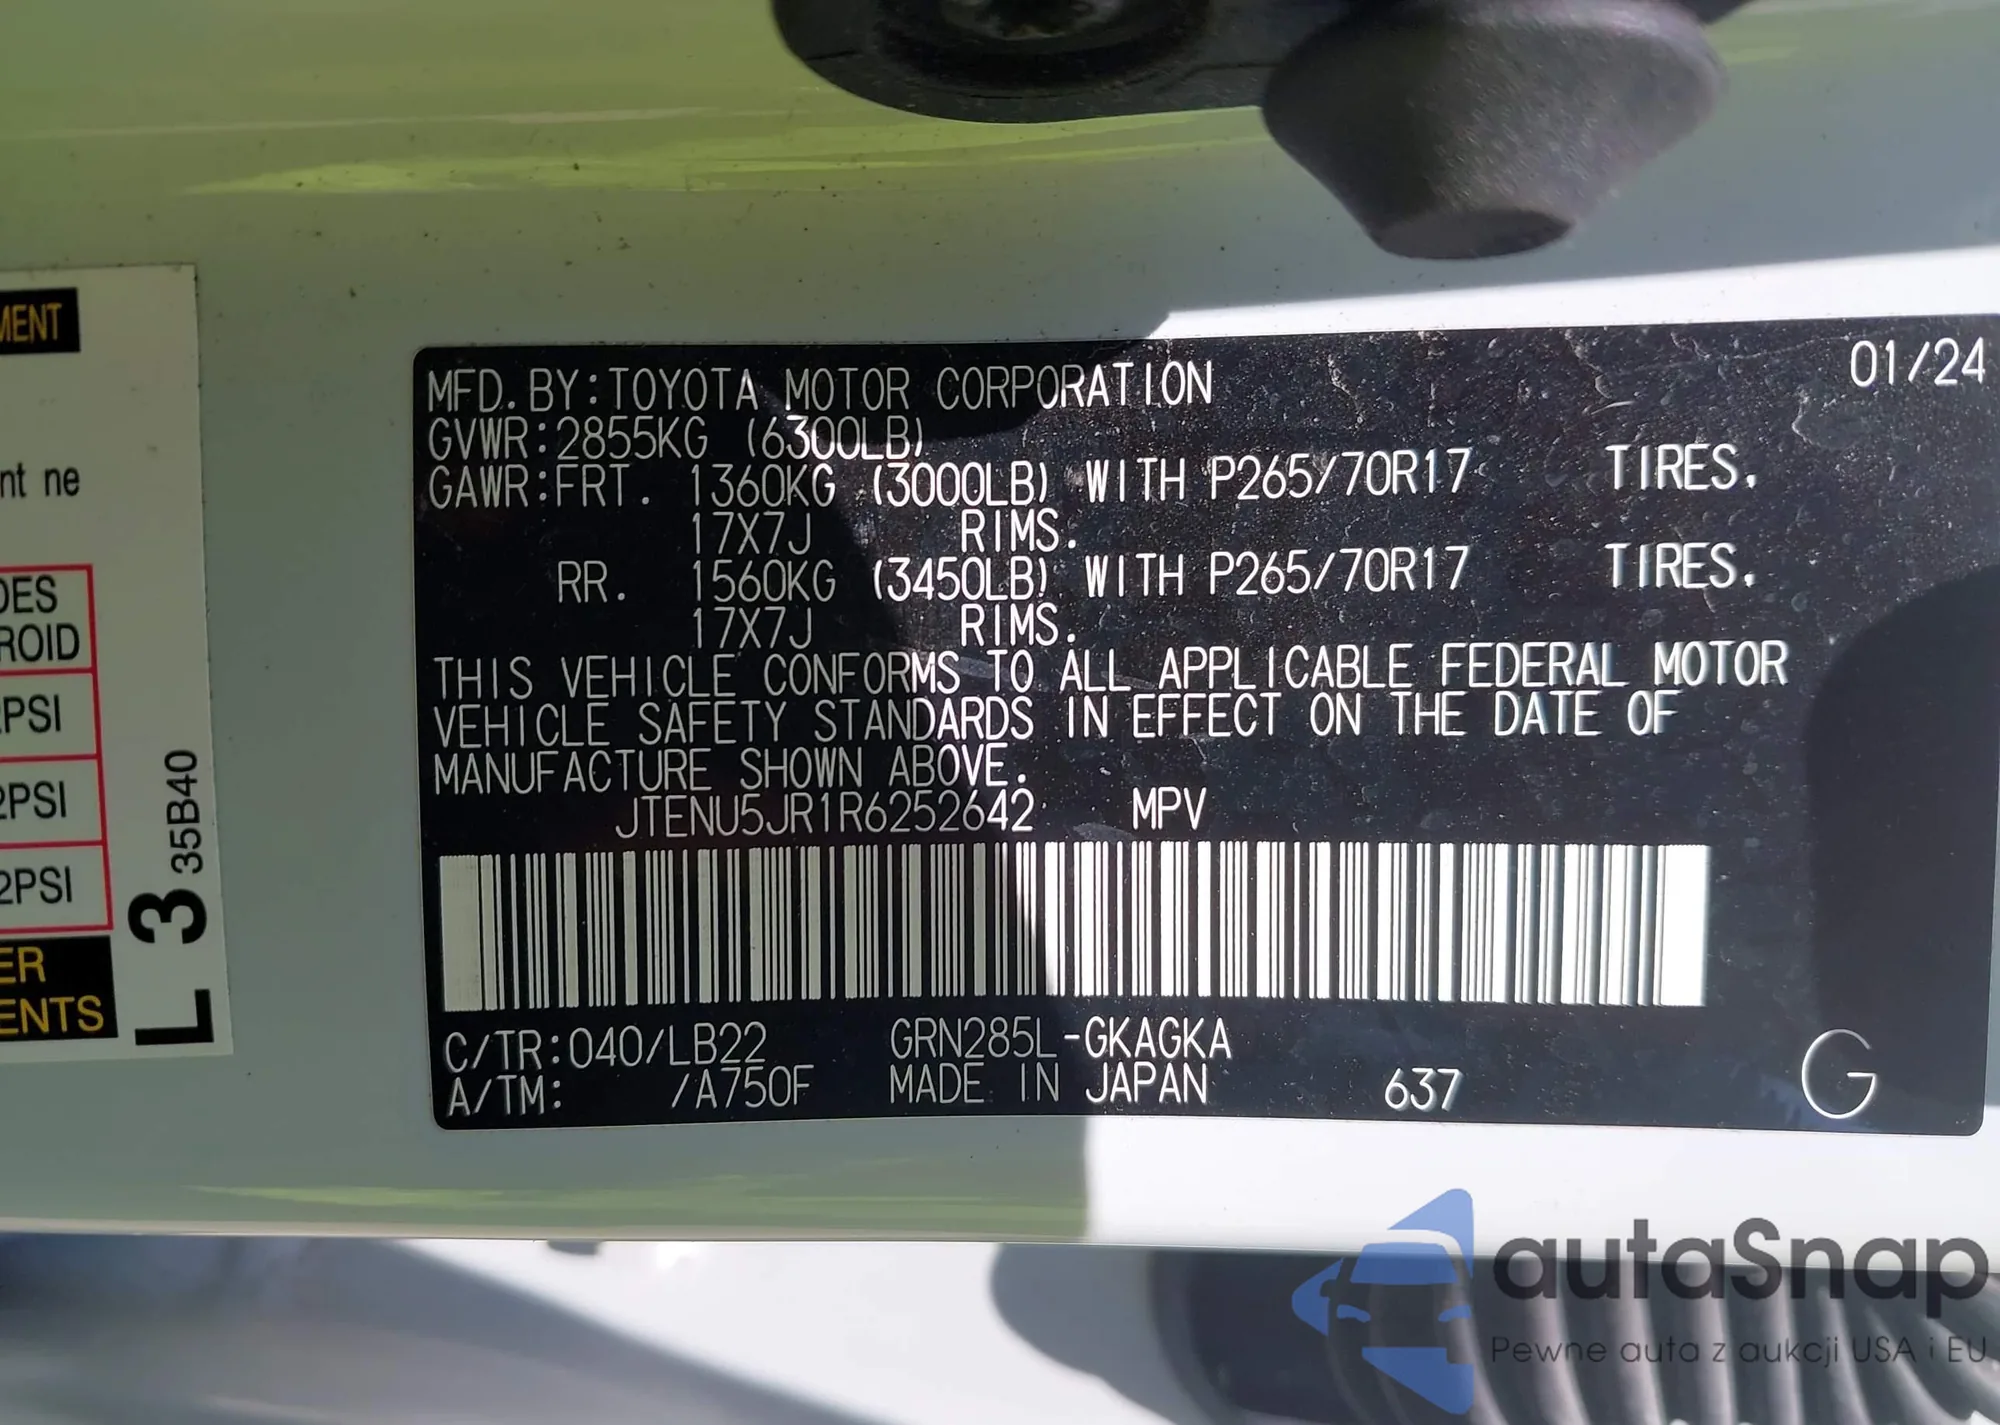 MENT
nt ne
DES
ROID
PSI
2PSI
2PSI
ER
ENTS
L 3 35B40
MFD. BY:TOYOTA MOTOR CORPORATION 01/24
GVWR:2855KG (6300LB)
GAWR:FRT. 1360KG (3000LB) WITH P265/70R17 TIRES.
17X7J RIMS.
RR. 1560KG (3450LB) WITH P265/70R17 TIRES.
17X7J RIMS.
THIS VEHICLE CONFORMS TO ALL APPLICABLE FEDERAL MOTOR
VEHICLE SAFETY STANDARDS IN EFFECT ON THE DATE OF
MANUFACTURE SHOWN ABOVE.
JTENU5JR1R6252642 MPV
C/TR:040/LB22 GRN285L-GKAGKA
A/TM: /A750F MADE IN JAPAN 637 G
autaSnap
Pewne auta z aukcji USA i EU